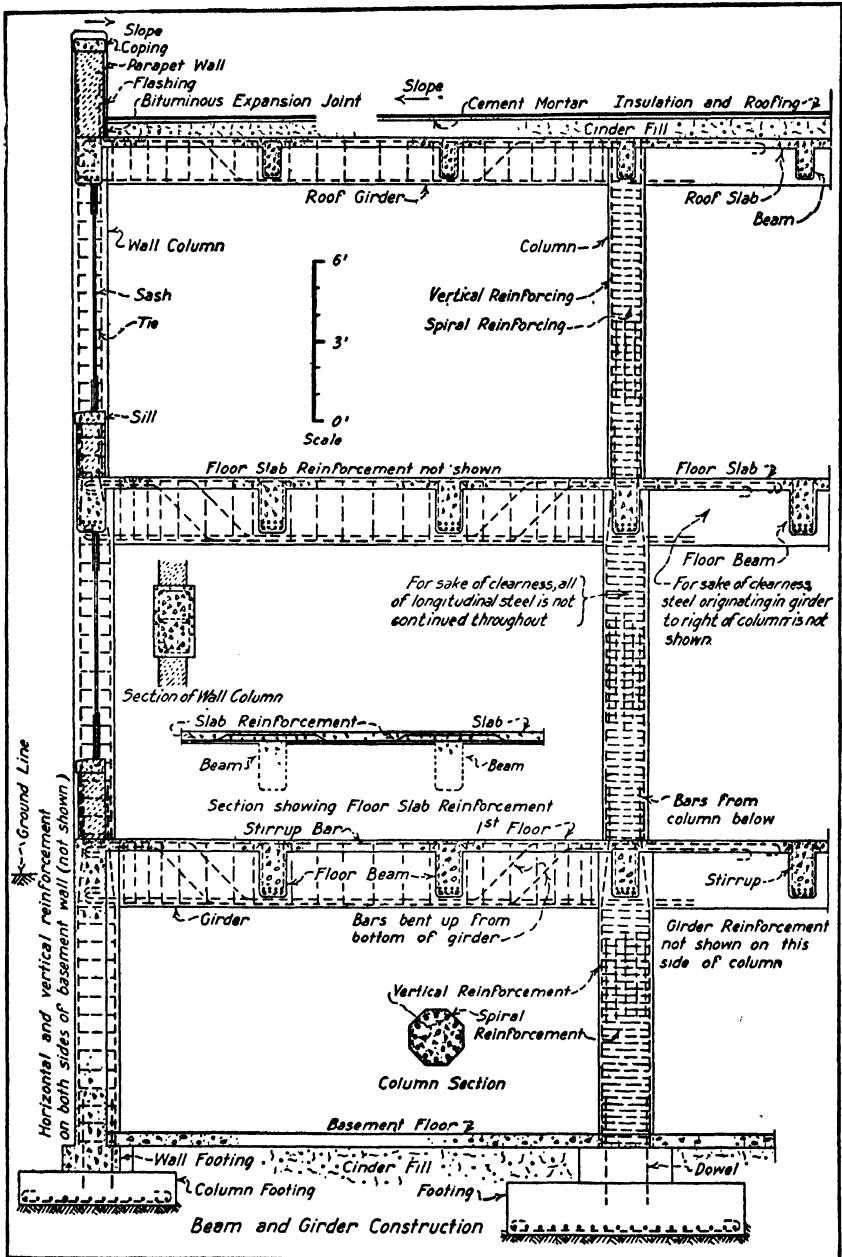 Slope
Coping
Parapet Wall
Flashing
Bituminous Expansion Joint
Slope
Cement Mortar
Insulation and Roofing
Cinder Fill
Roof Girder
Roof Slab
Beam
Wall Column
Sash
Tie
Sill
6'
3'
0'
Scale
Column
Vertical Reinforcing
Spiral Reinforcing
Floor Slab Reinforcement not shown
Floor Slab
Floor Beam
For sake of clearness, all
of longitudinal steel is not
continued throughout
For sake of clearness,
steel originating in girder
to right of column is not
shown.
Section of Wall Column
Slab Reinforcement
Slab
Beam
Beam
Section showing Floor Slab Reinforcement
Bars from
column below
Ground Line
Stirrup Bar
1st Floor
Floor Beam
Stirrup
Girder
Bars bent up from
bottom of girder
Girder Reinforcement
not shown on this
side of column
Horizontal and vertical reinforcement
on both sides of basement wall (not shown)
Vertical Reinforcement
Spiral
Reinforcement
Column Section
Basement Floor
Wall Footing
Cinder Fill
Dowel
Column Footing
Footing
Beam and Girder Construction